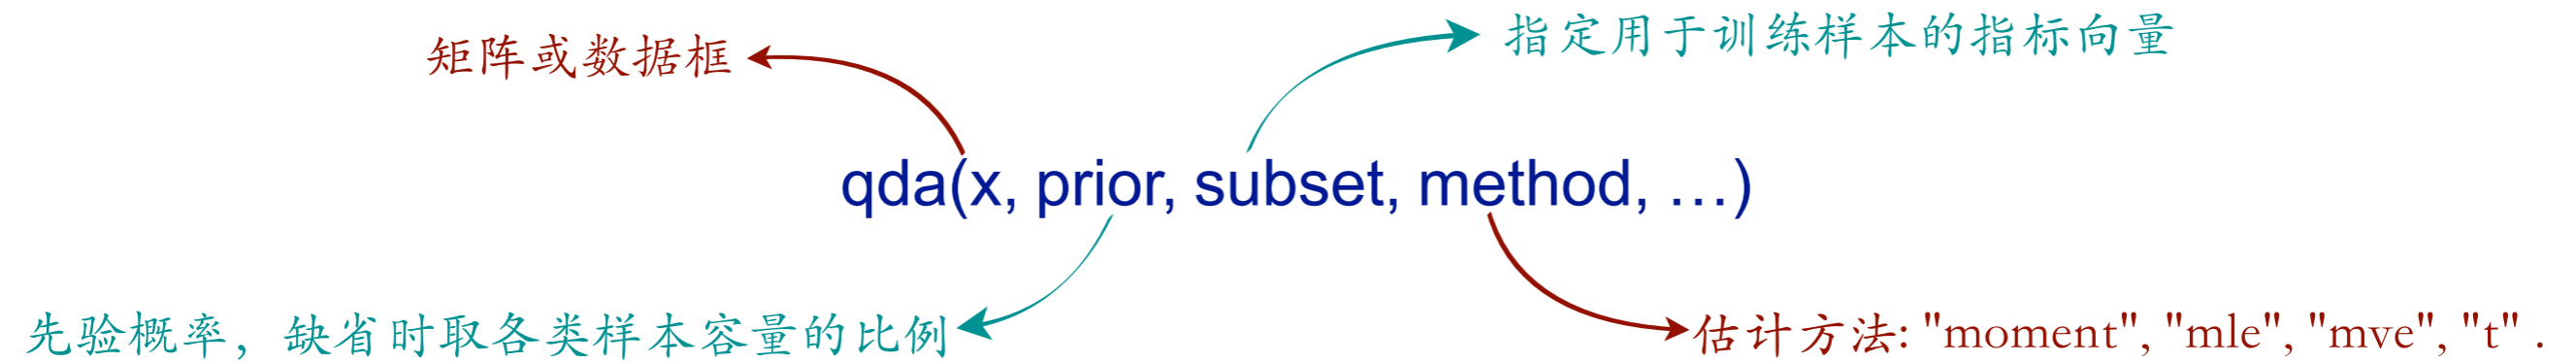 指定用于训练样本的指标向量
矩阵或数据框
qda(x, prior, subset, method, …)
先验概率，缺省时取各类样本容量的比例
估计方法: "moment", "mle", "mve", "t" .